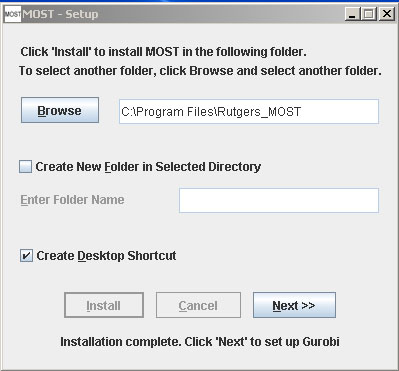 MOST MOST - Setup
Click 'Install' to install MOST in the following folder.
To select another folder, click Browse and select another folder.
Browse C:\Program Files\Rutgers_MOST
Create New Folder in Selected Directory
Enter Folder Name
Create Desktop Shortcut
Install Cancel Next >>
Installation complete. Click 'Next' to set up Gurobi